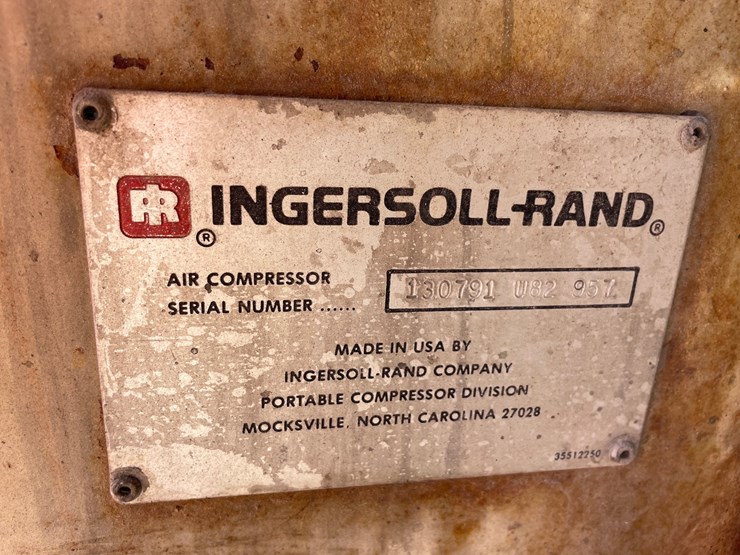 IR ® INGERSOLL-RAND®
AIR COMPRESSOR
SERIAL NUMBER ...... 130791 U82 957
MADE IN USA BY
INGERSOLL-RAND COMPANY
PORTABLE COMPRESSOR DIVISION
MOCKSVILLE, NORTH CAROLINA 27028
35512250